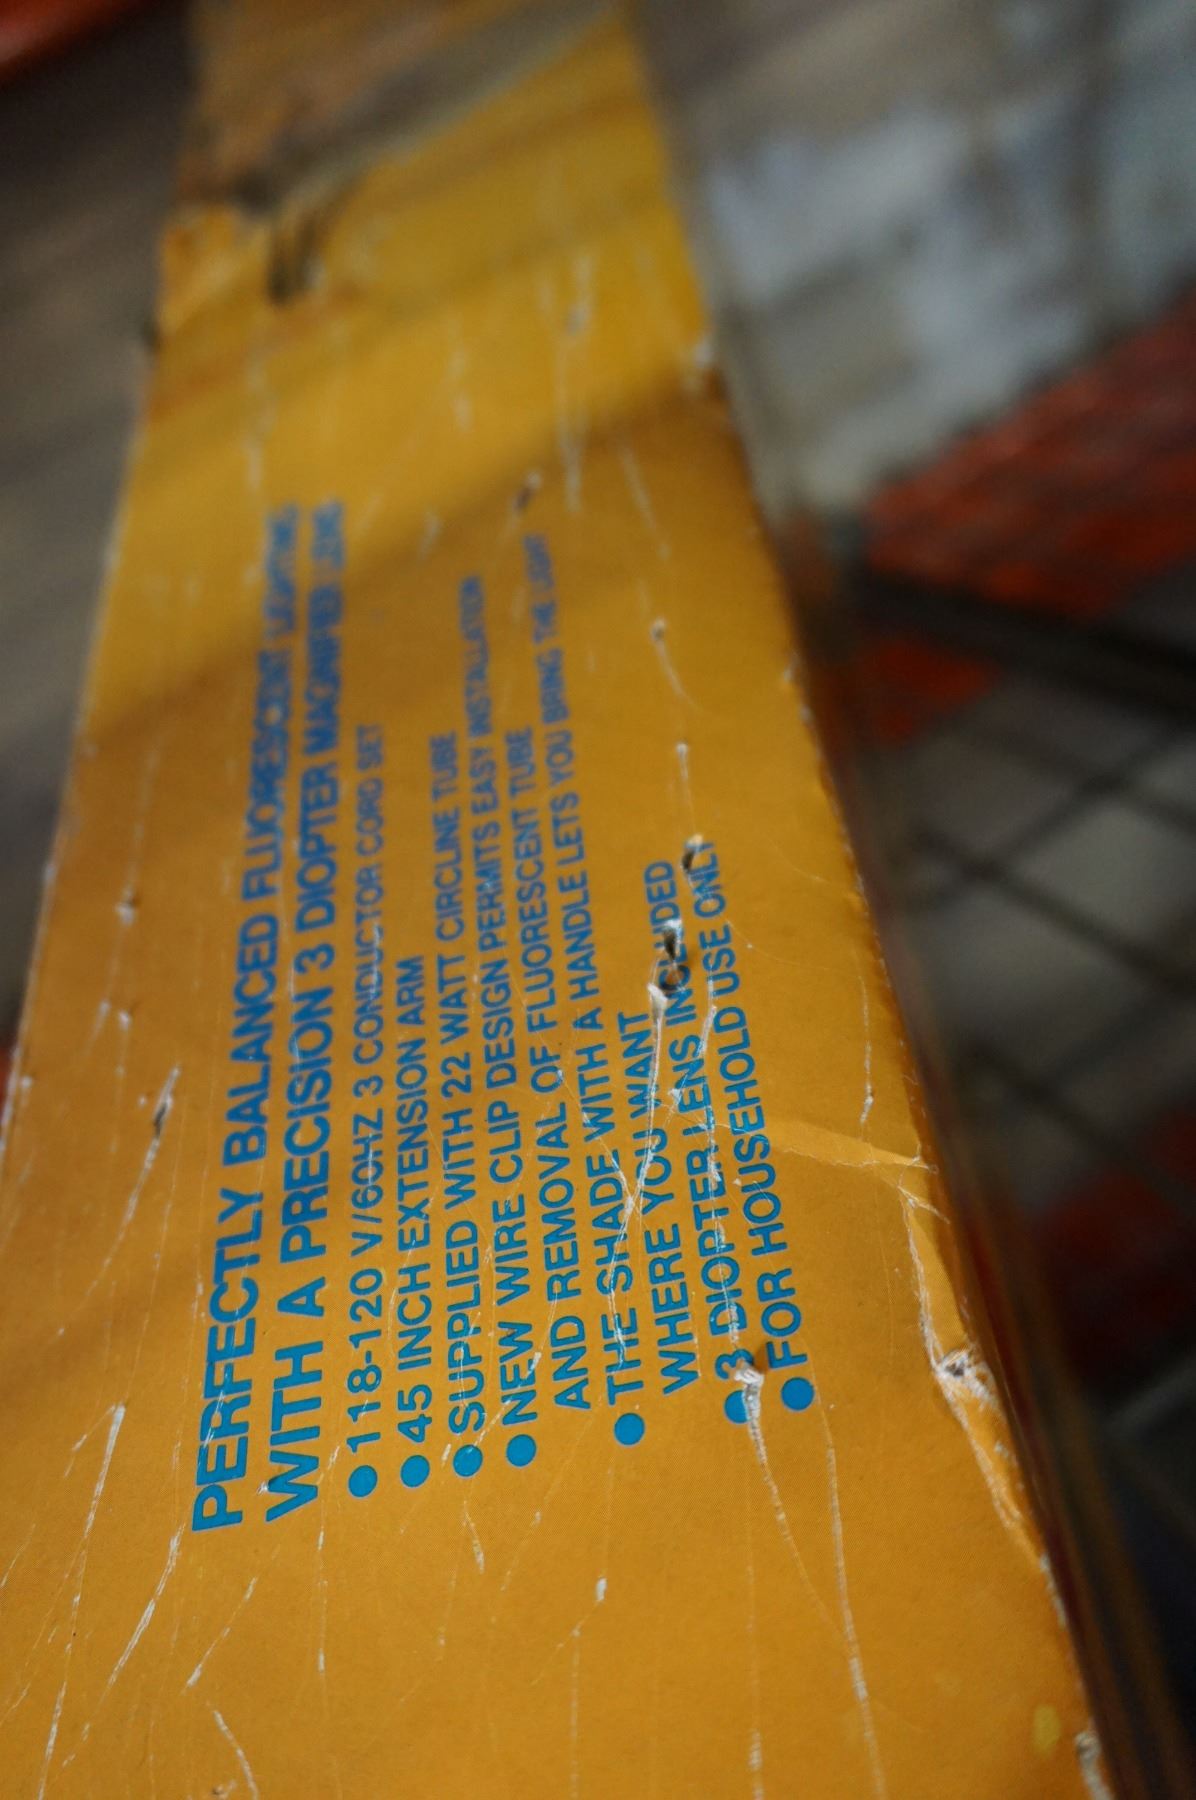 PERFECTLY BALANCED FLUORESCENT LIGHTING
WITH A PRECISION 3 DIOPTER MAGNIFIER LENS
● 118-120 V/60HZ 3 CONDUCTOR CORD SET
● 45 INCH EXTENSION ARM
● SUPPLIED WITH 22 WATT CIRCLINE TUBE
● NEW WIRE CLIP DESIGN PERMITS EASY INSTALLATION
AND REMOVAL OF FLUORESCENT TUBE
● THE SHADE WITH A HANDLE LETS YOU BRING THE LIGHT
WHERE YOU WANT
● 3 DIOPTER LENS INCLUDED
● FOR HOUSEHOLD USE ONLY